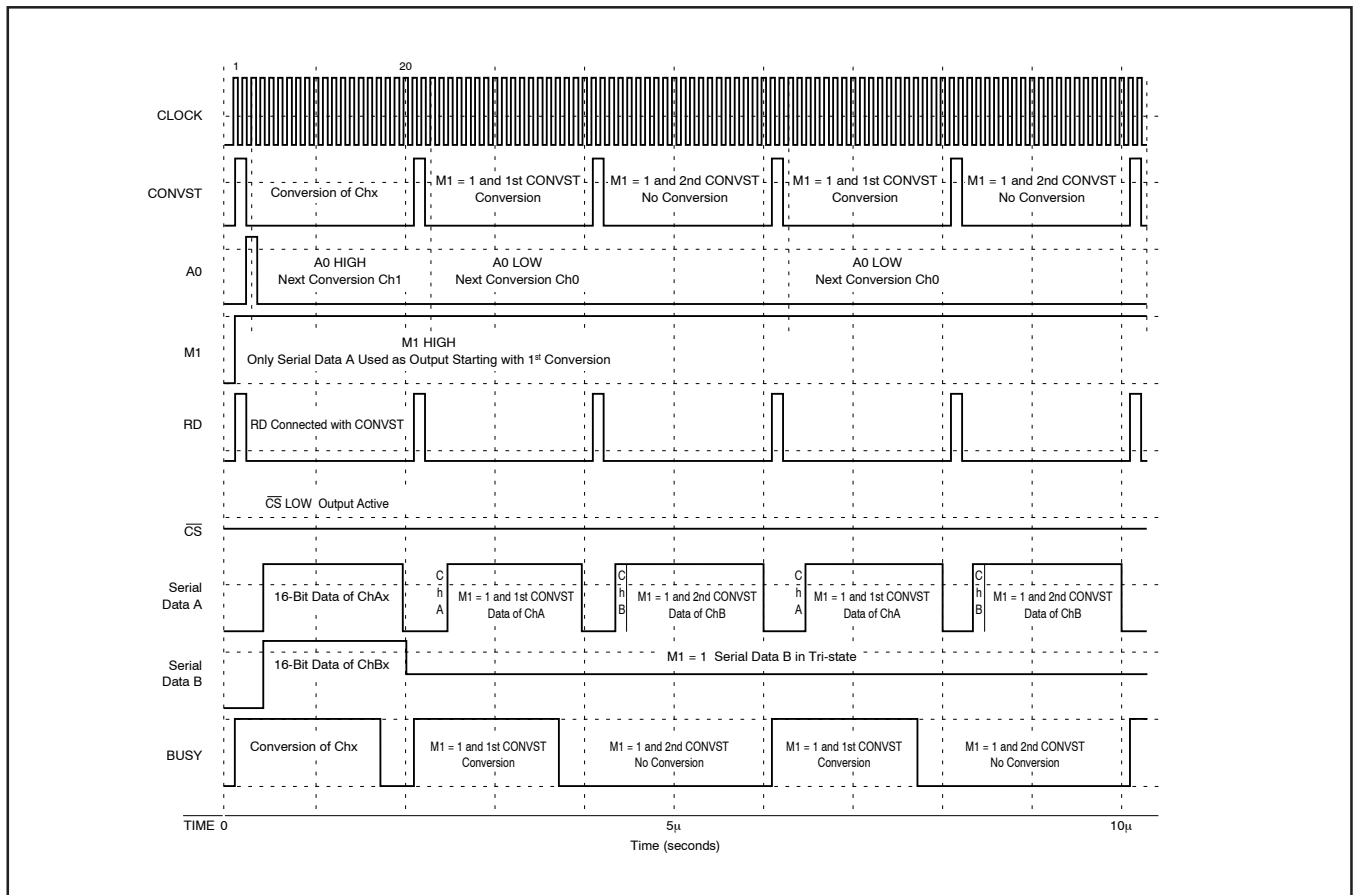 1 20
CLOCK
CONVST
Conversion of Chx
M1 = 1 and 1st CONVST
Conversion
M1 = 1 and 2nd CONVST
No Conversion
M1 = 1 and 1st CONVST
Conversion
M1 = 1 and 2nd CONVST
No Conversion
A0
A0 HIGH
Next Conversion Ch1
A0 LOW
Next Conversion Ch0
A0 LOW
Next Conversion Ch0
M1
M1 HIGH
Only Serial Data A Used as Output Starting with 1st Conversion
RD
RD Connected with CONVST
CS LOW Output Active
CS
Serial
Data A
16-Bit Data of ChAx
ChA
M1 = 1 and 1st CONVST
Data of ChA
ChB
M1 = 1 and 2nd CONVST
Data of ChB
ChA
M1 = 1 and 1st CONVST
Data of ChA
ChB
M1 = 1 and 2nd CONVST
Data of ChB
Serial
Data B
16-Bit Data of ChBx
M1 = 1 Serial Data B in Tri-state
BUSY
Conversion of Chx
M1 = 1 and 1st CONVST
Conversion
M1 = 1 and 2nd CONVST
No Conversion
M1 = 1 and 1st CONVST
Conversion
M1 = 1 and 2nd CONVST
No Conversion
TIME 0 5μ 10μ
Time (seconds)